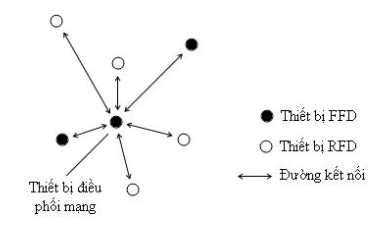 Thiết bị FFD
Thiết bị RFD
Đường kết nối
Thiết bị điều
phối mạng